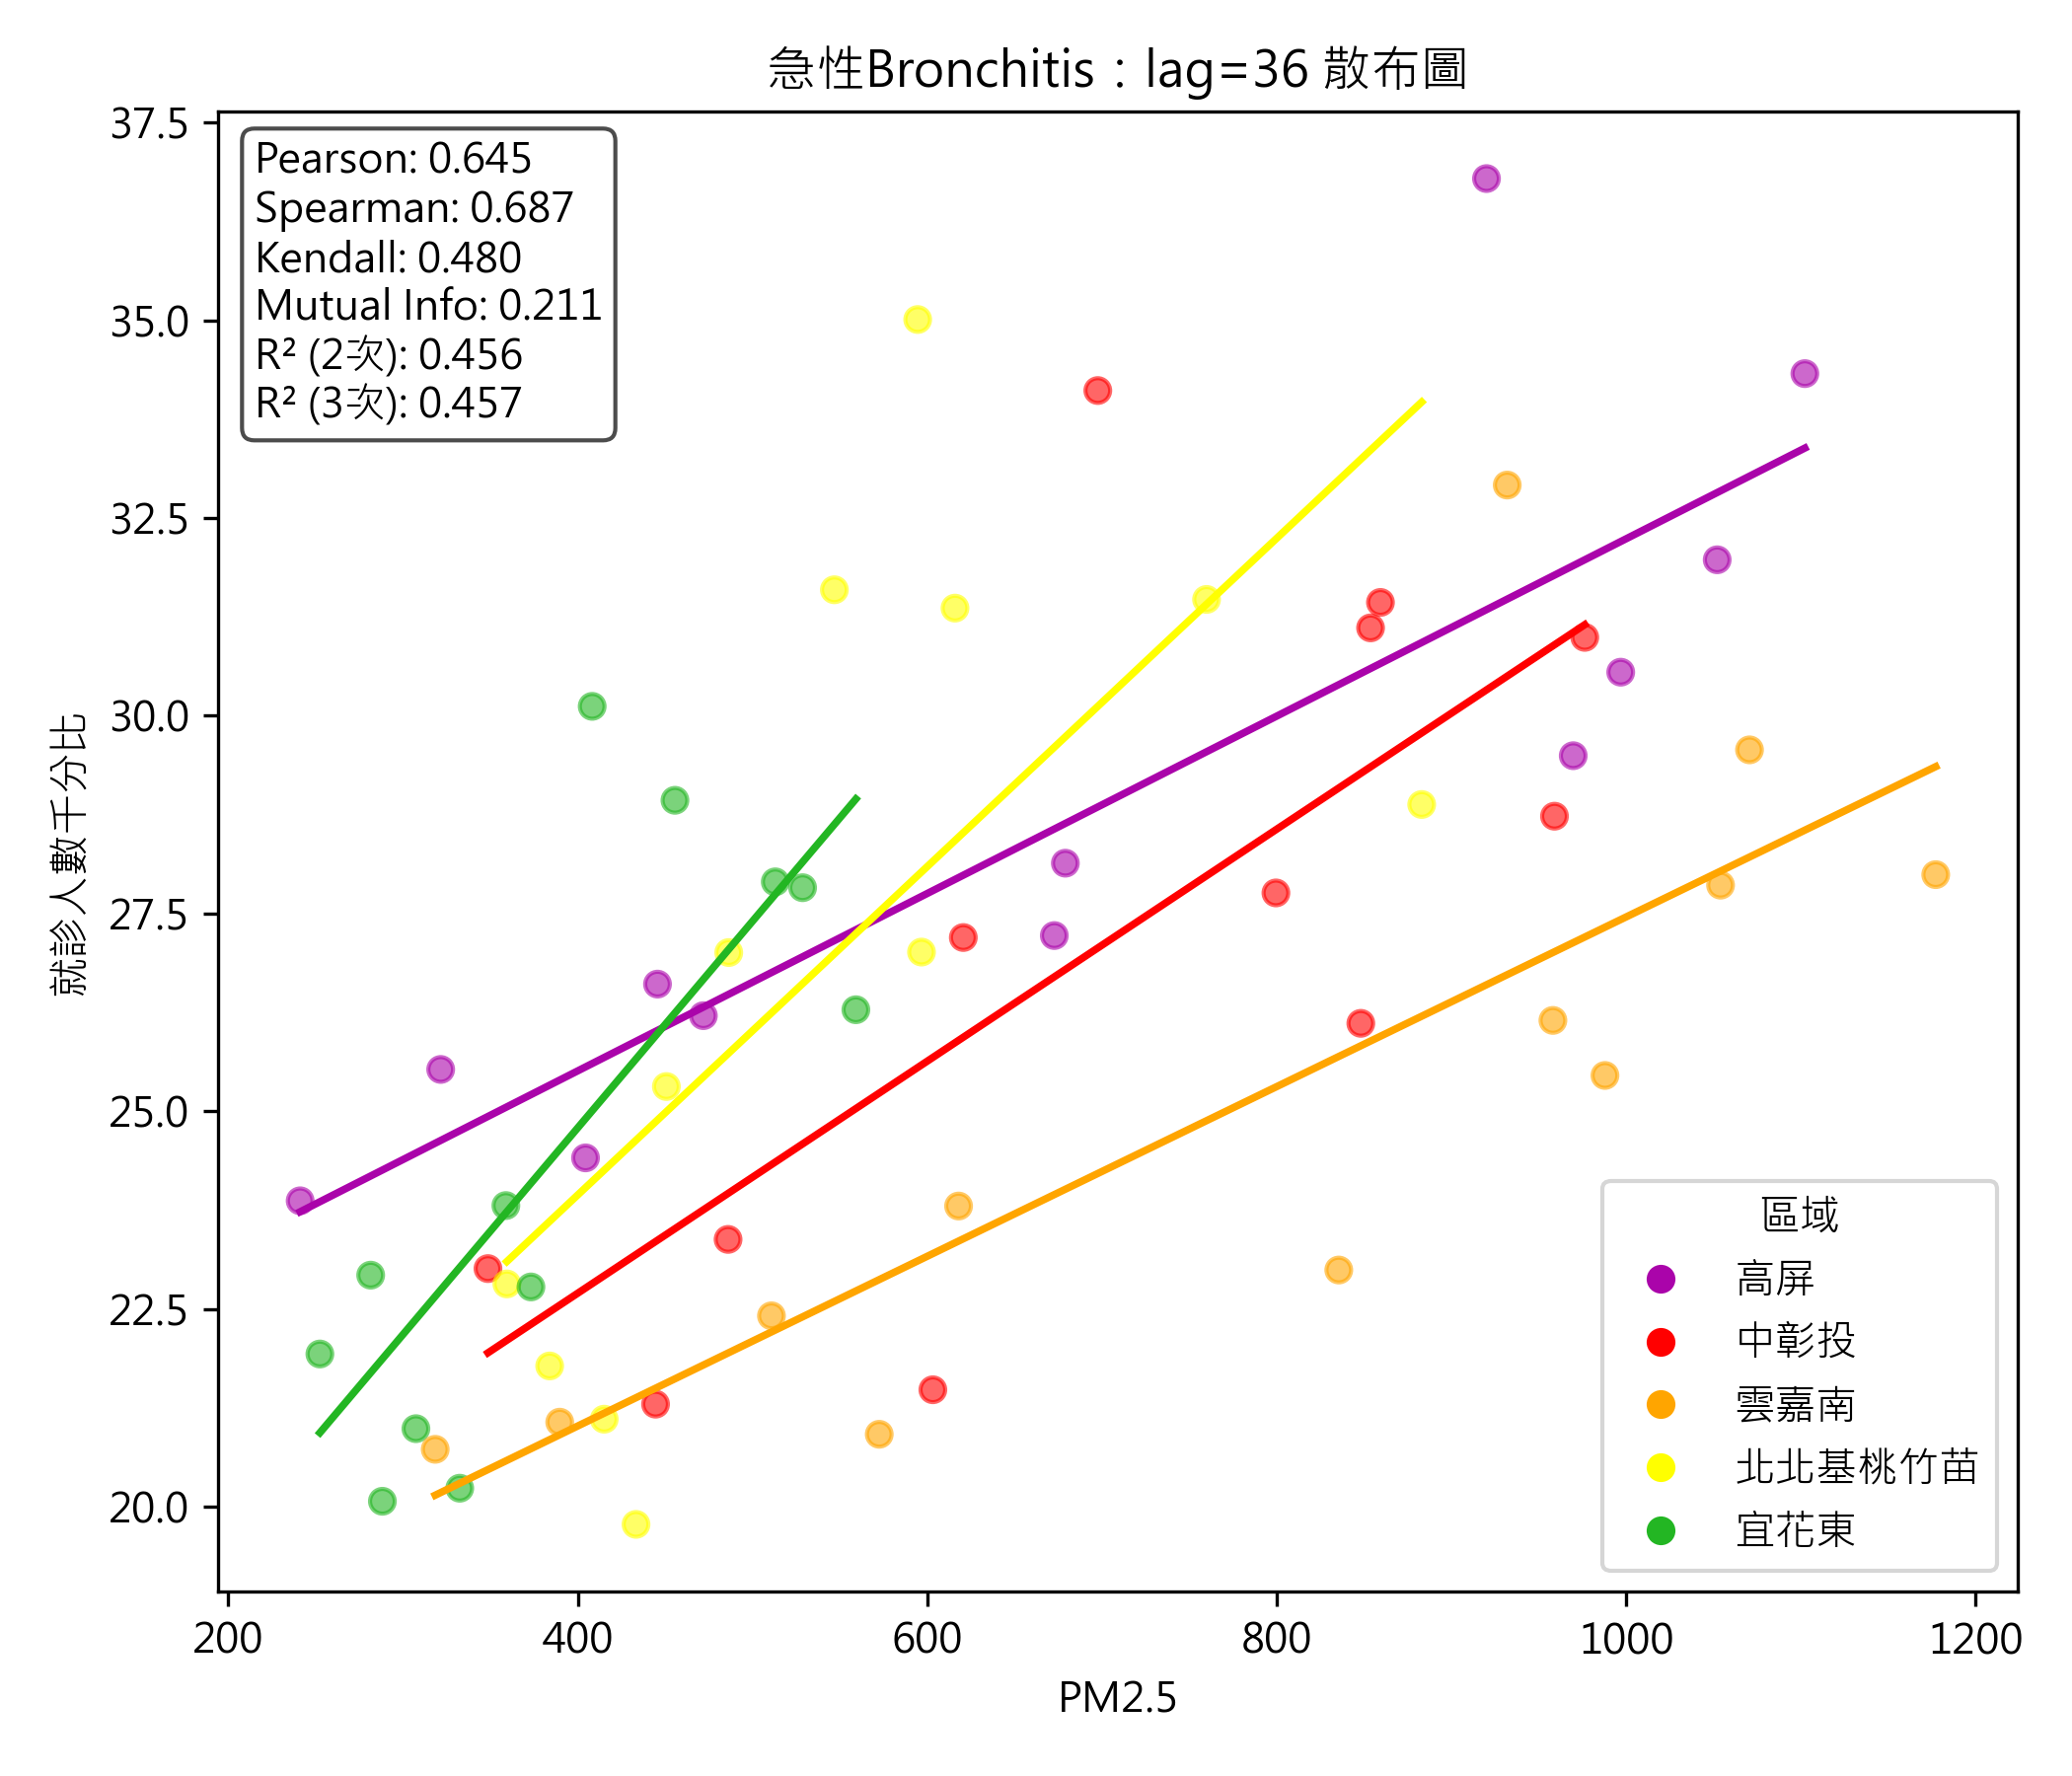 急性Bronchitis：lag=36 散布圖
37.5
35.0
32.5
30.0
27.5
25.0
22.5
20.0
就診人數千分比
Pearson: 0.645
Spearman: 0.687
Kendall: 0.480
Mutual Info: 0.211
R² (2次): 0.456
R² (3次): 0.457
區域
高屏
中彰投
雲嘉南
北北基桃竹苗
宜花東
200
400
600
800
1000
1200
PM2.5